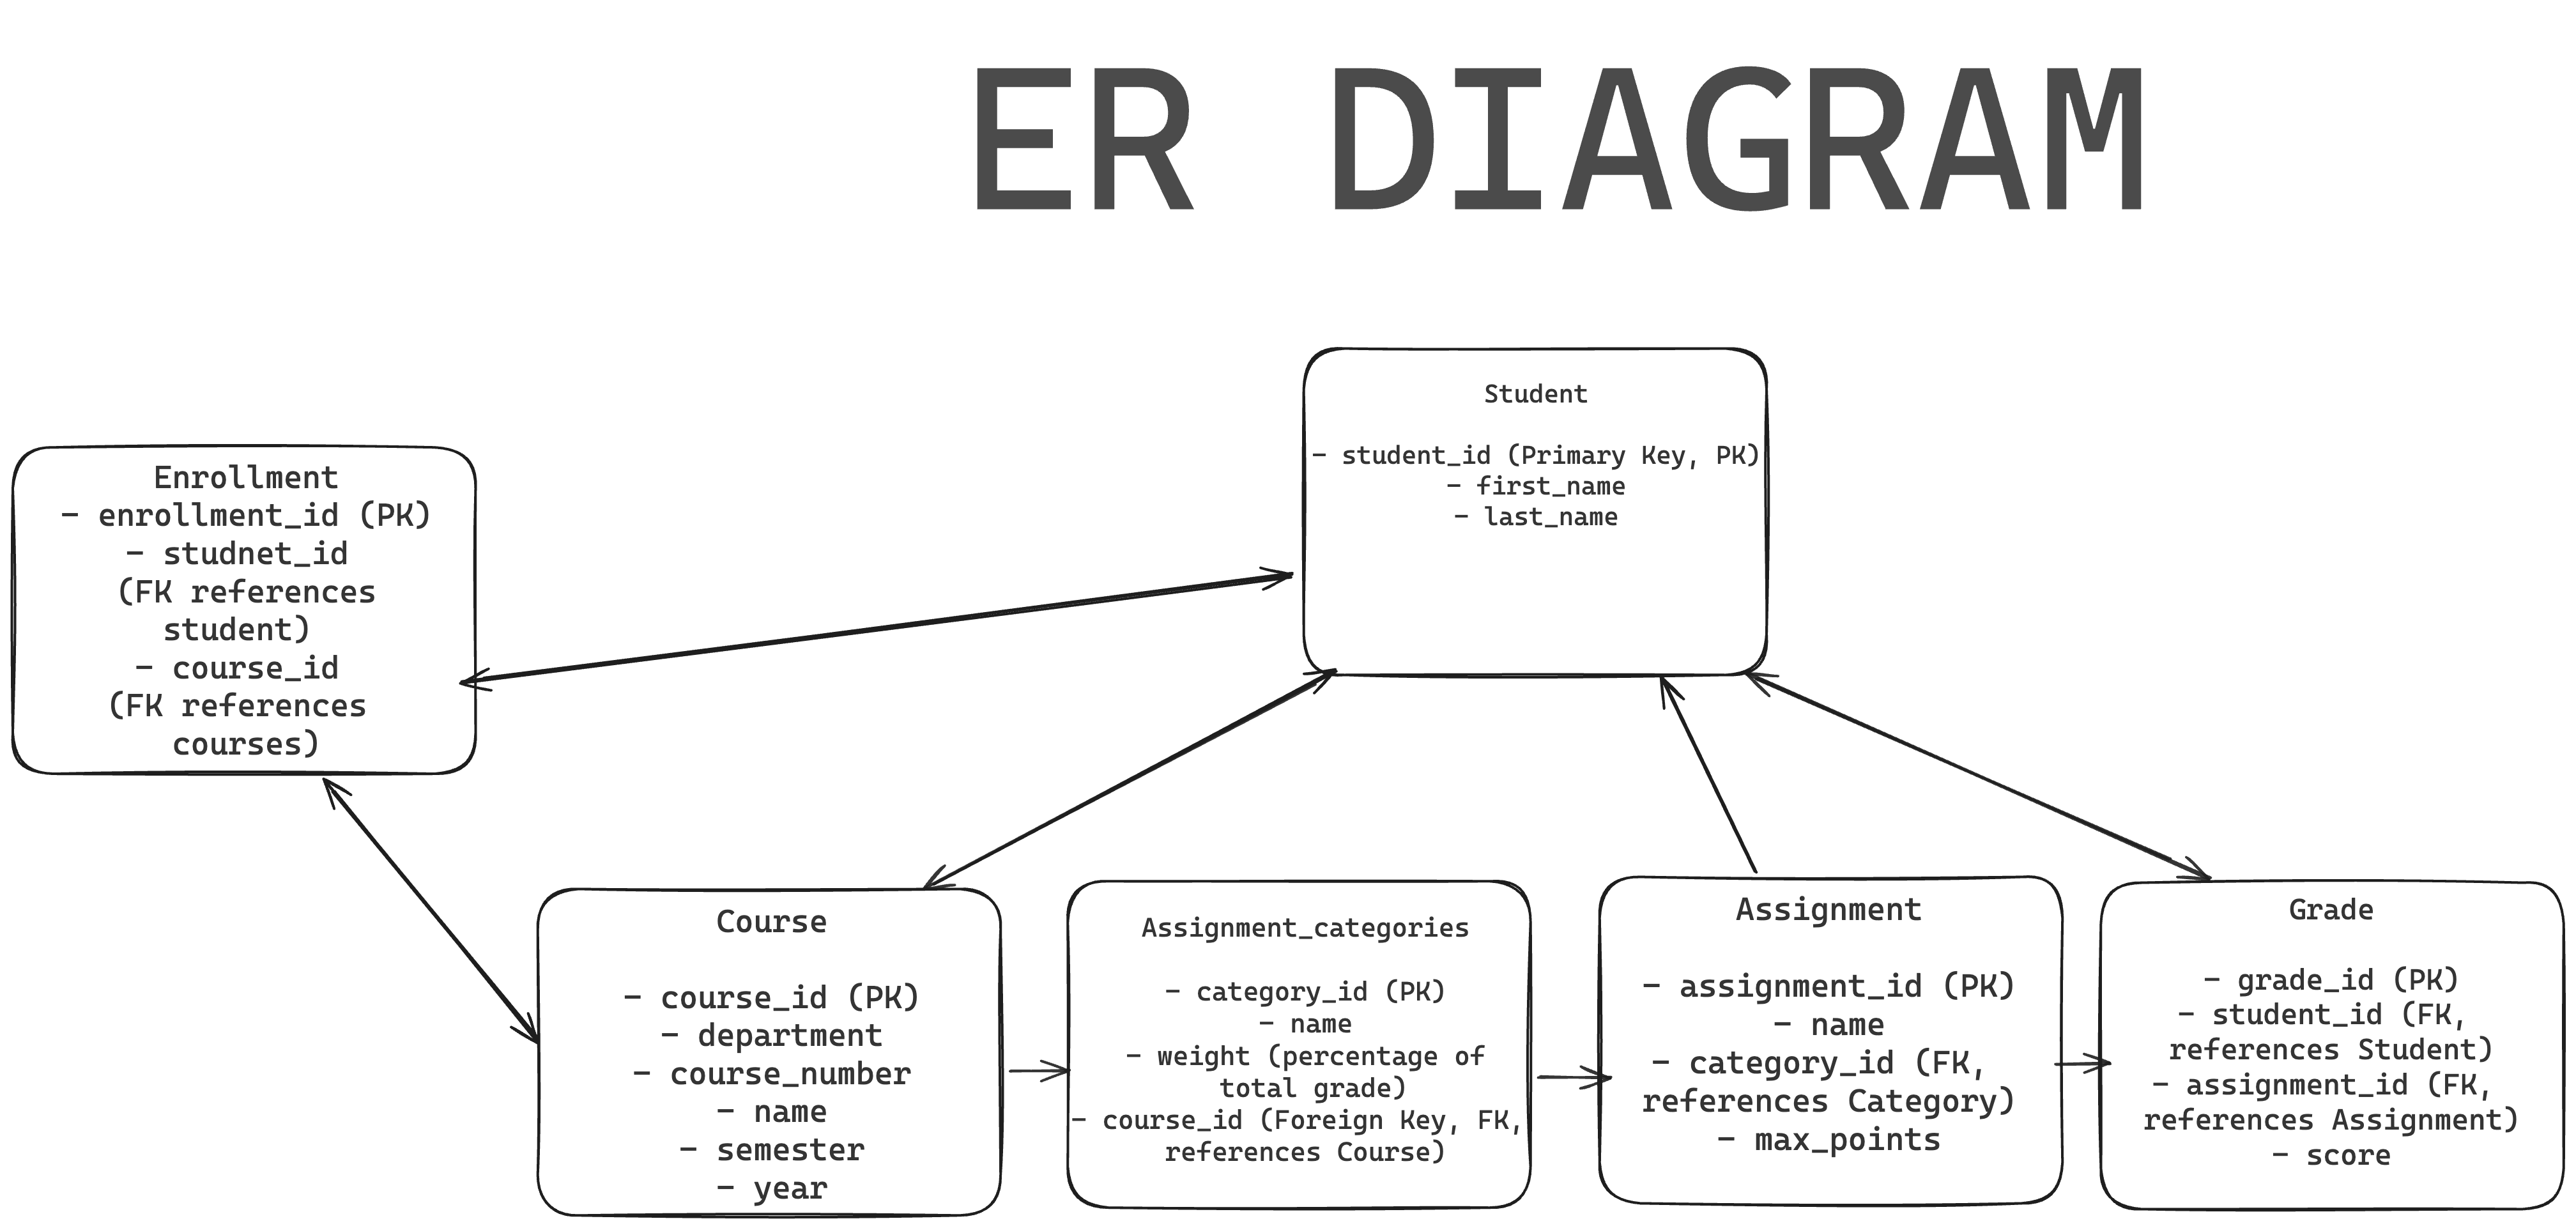 ER DIAGRAM
Student
- student_id (Primary Key, PK)
- first_name
- last_name
Enrollment
- enrollment_id (PK)
- studnet_id
(FK references
student)
- course_id
(FK references
courses)
Course
- course_id (PK)
- department
- course_number
- name
- semester
- year
Assignment_categories
- category_id (PK)
- name
- weight (percentage of
total grade)
- course_id (Foreign Key, FK,
references Course)
Assignment
- assignment_id (PK)
- name
- category_id (FK,
references Category)
- max_points
Grade
- grade_id (PK)
- student_id (FK,
references Student)
- assignment_id (FK,
references Assignment)
- score